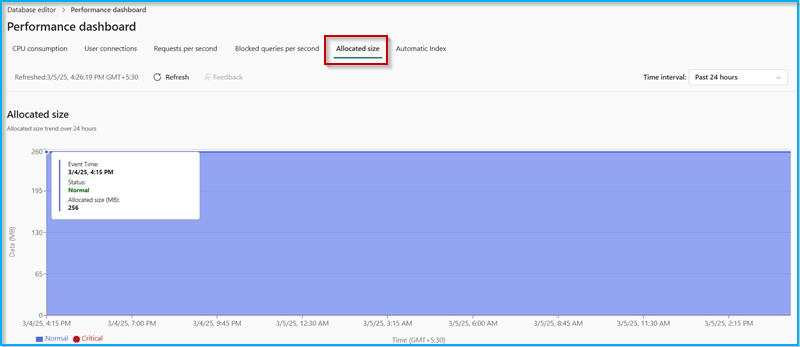 Database editor > Performance dashboard
Performance dashboard
CPU consumption User connections Requests per second Blocked queries per second Allocated size Automatic Index
Refreshed:3/5/25, 4:26:19 PM GMT+5:30 Refresh Feedback Time interval: Past 24 hours
Allocated size
Allocated size trend over 24 hours
260
Event Time:
3/4/25, 4:15 PM
Status:
Normal
195
Allocated size (MB):
256
130
Data (MB)
65
0
3/4/25, 4:15 PM 3/4/25, 7:00 PM 3/4/25, 9:45 PM 3/5/25, 12:30 AM 3/5/25, 3:15 AM 3/5/25, 6:00 AM 3/5/25, 8:45 AM 3/5/25, 11:30 AM 3/5/25, 2:15 PM
Normal Critical Time (GMT+5:30)